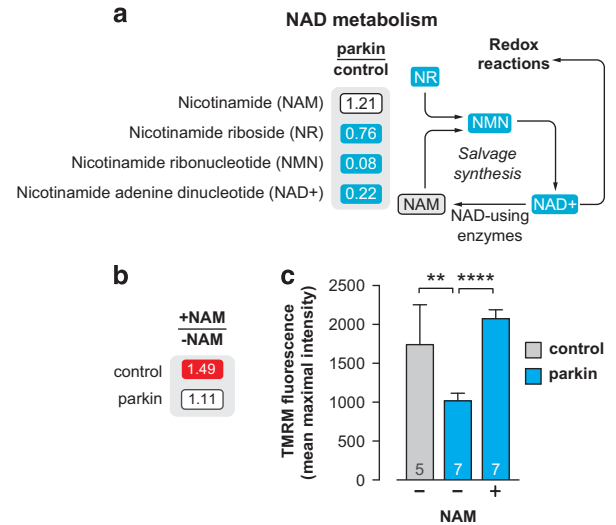 a
NAD metabolism
parkin
control
Nicotinamide (NAM) 1.21
Nicotinamide riboside (NR) 0.76
Nicotinamide ribonucleotide (NMN) 0.08
Nicotinamide adenine dinucleotide (NAD+) 0.22
Redox
reactions
NR
NMN
Salvage
synthesis
NAM
NAD+
NAD-using
enzymes
b
+NAM
-NAM
control 1.49
parkin 1.11
c
TMRM fluorescence
(mean maximal intensity)
2500
2000
1500
1000
500
0
** ****
5 7 7
– – +
NAM
control
parkin